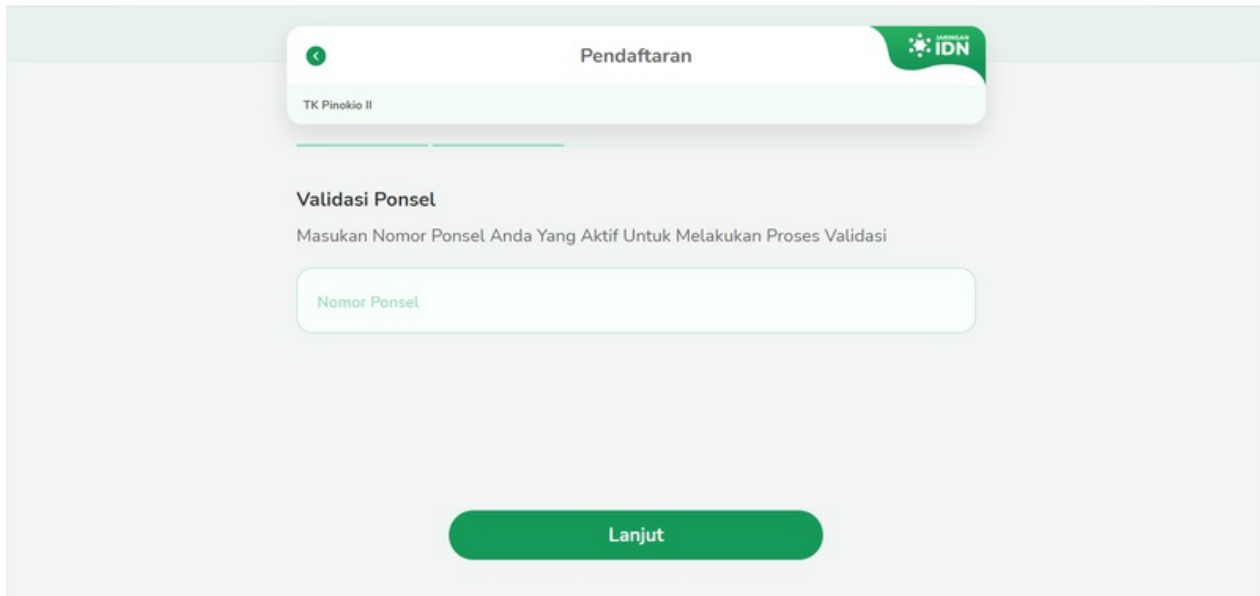 Pendaftaran
JARINGAN
IDN
TK Pinokio II
Validasi Ponsel
Masukan Nomor Ponsel Anda Yang Aktif Untuk Melakukan Proses Validasi
Nomor Ponsel
Lanjut